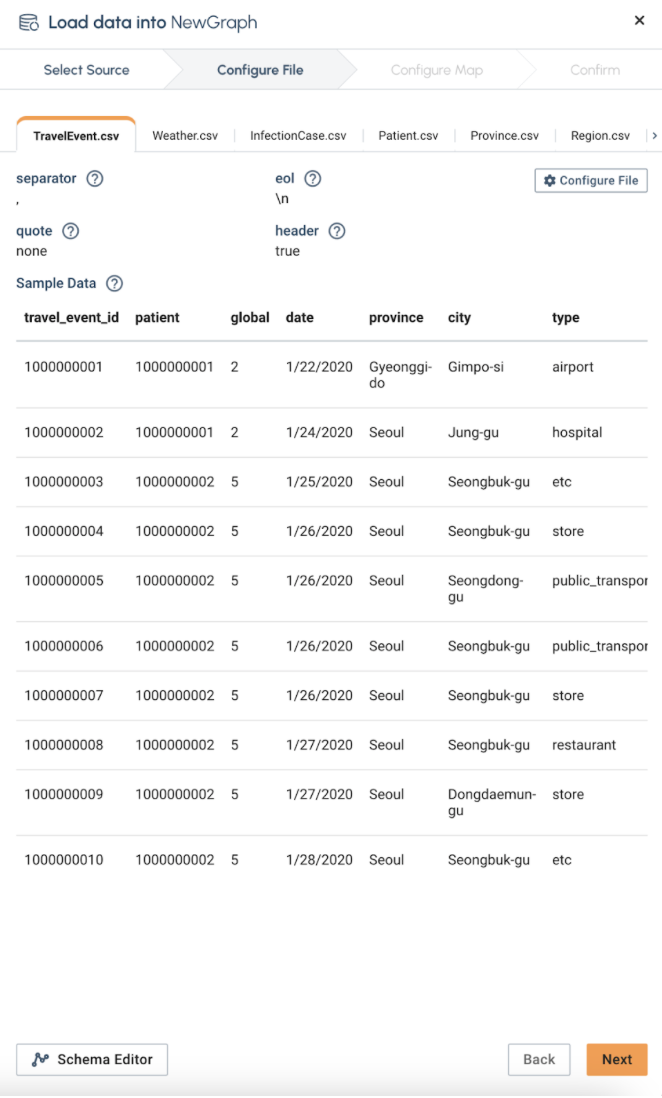 Load data into NewGraph
Select Source Configure File Configure Map Confirm
TravelEvent.csv Weather.csv InfectionCase.csv Patient.csv Province.csv Region.csv
separator eol Configure File
, \n
quote header
none true
Sample Data
travel_event_id patient global date province city type
1000000001 1000000001 2 1/22/2020 Gyeonggi- Gimpo-si airport
do
1000000002 1000000001 2 1/24/2020 Seoul Jung-gu hospital
1000000003 1000000002 5 1/25/2020 Seoul Seongbuk-gu etc
1000000004 1000000002 5 1/26/2020 Seoul Seongbuk-gu store
1000000005 1000000002 5 1/26/2020 Seoul Seongdong- public_transpor
gu
1000000006 1000000002 5 1/26/2020 Seoul Seongbuk-gu public_transpor
1000000007 1000000002 5 1/26/2020 Seoul Seongbuk-gu store
1000000008 1000000002 5 1/27/2020 Seoul Seongbuk-gu restaurant
1000000009 1000000002 5 1/27/2020 Seoul Dongdaemun- store
gu
1000000010 1000000002 5 1/28/2020 Seoul Seongbuk-gu etc
Schema Editor Back Next